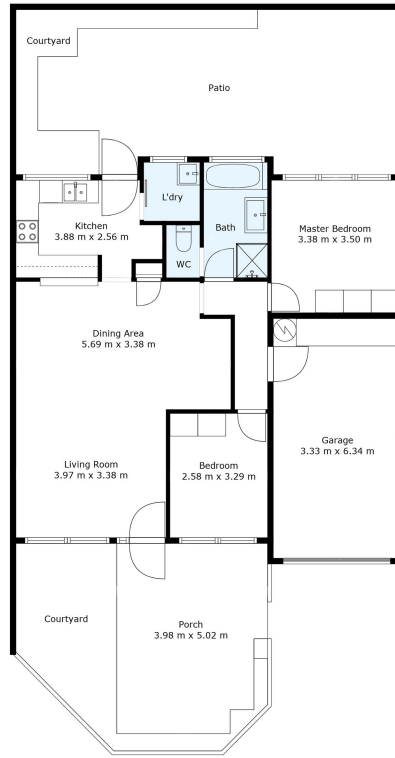 Courtyard
Patio
L'dry
Kitchen
3.88 m x 2.56 m
Bath
WC
Master Bedroom
3.38 m x 3.50 m
Dining Area
5.69 m x 3.38 m
Garage
3.33 m x 6.34 m
Living Room
3.97 m x 3.38 m
Bedroom
2.58 m x 3.29 m
Courtyard
Porch
3.98 m x 5.02 m